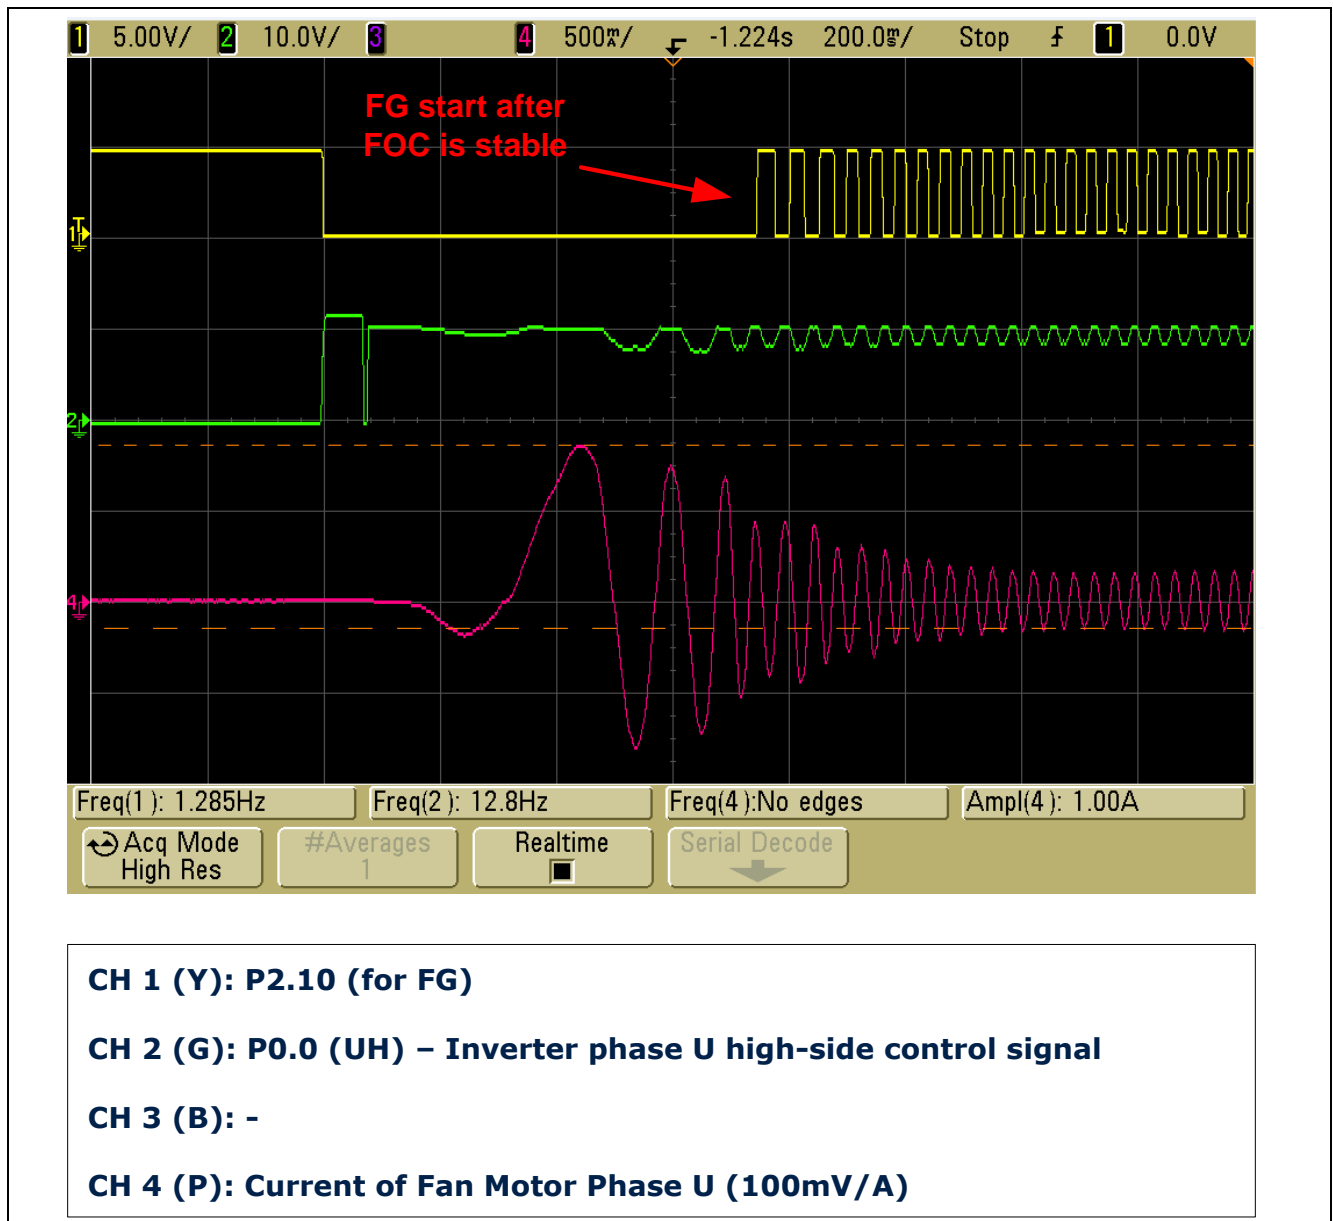 1 5.00V/ 2 10.0V/ 3 4 500mA/ -1.224s 200.0ms/ Stop 1 0.0V
FG start after
FOC is stable
T
1
2
4
Freq(1): 1.285Hz Freq(2): 12.8Hz Freq(4):No edges Ampl(4): 1.00A
Acq Mode #Averages Realtime Serial Decode
High Res 1
CH 1 (Y): P2.10 (for FG)
CH 2 (G): P0.0 (UH) – Inverter phase U high-side control signal
CH 3 (B): -
CH 4 (P): Current of Fan Motor Phase U (100mV/A)